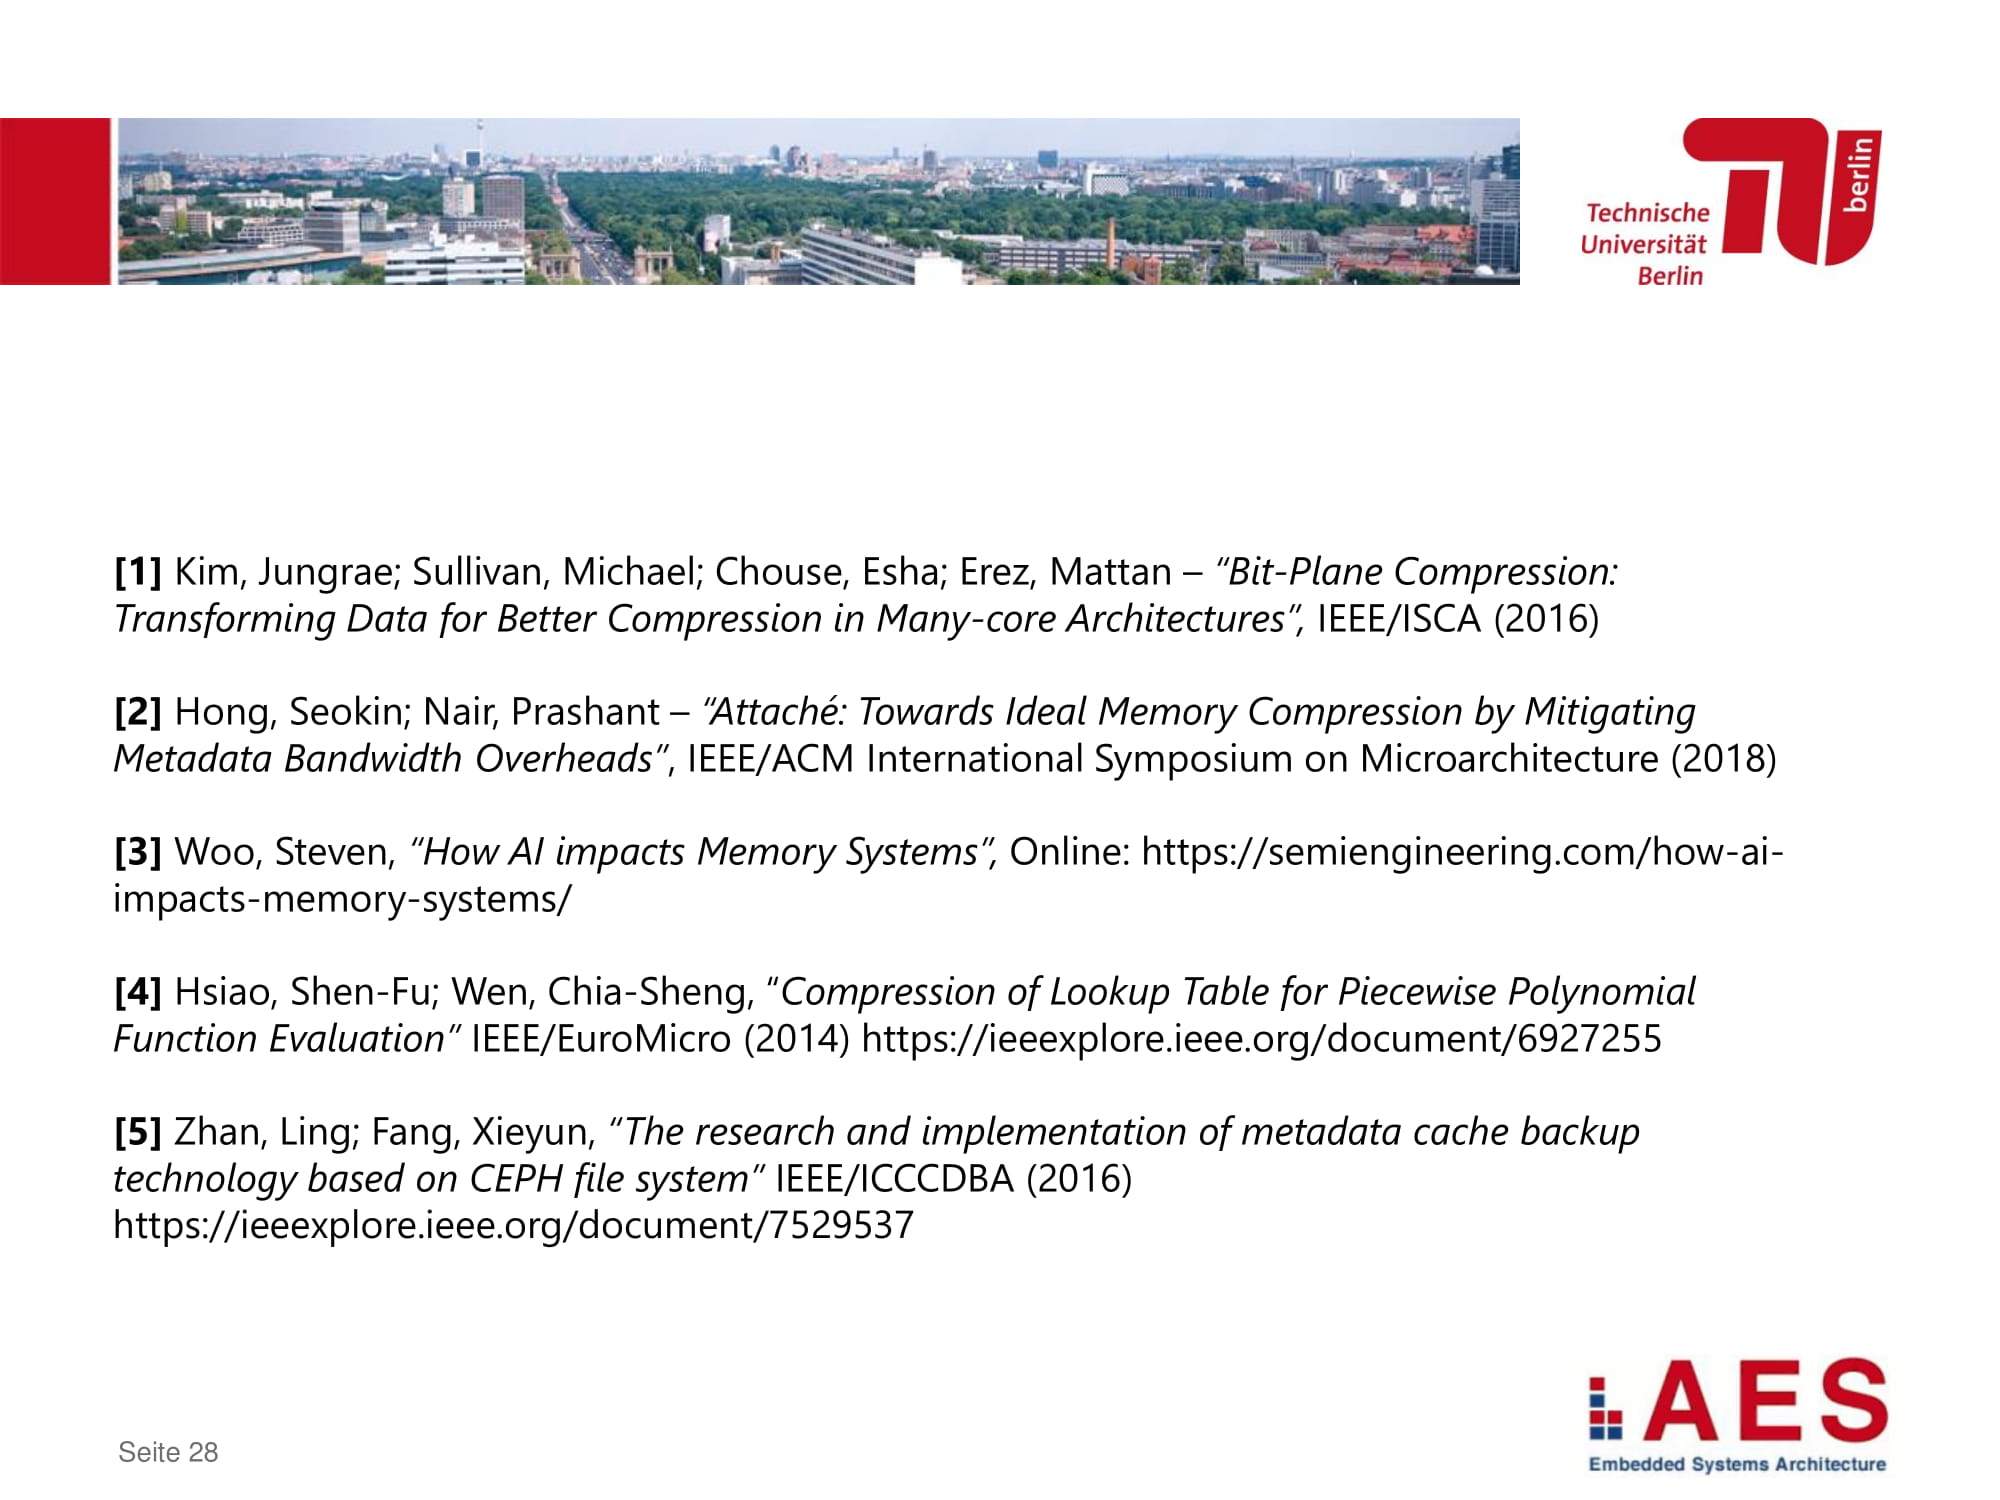 berlin
Technische
Universität
Berlin
[1] Kim, Jungrae; Sullivan, Michael; Chouse, Esha; Erez, Mattan – “Bit-Plane Compression:
Transforming Data for Better Compression in Many-core Architectures”, IEEE/ISCA (2016)
[2] Hong, Seokin; Nair, Prashant – “Attaché: Towards Ideal Memory Compression by Mitigating
Metadata Bandwidth Overheads”, IEEE/ACM International Symposium on Microarchitecture (2018)
[3] Woo, Steven, “How AI impacts Memory Systems”, Online: https://semiengineering.com/how-ai-
impacts-memory-systems/
[4] Hsiao, Shen-Fu; Wen, Chia-Sheng, “Compression of Lookup Table for Piecewise Polynomial
Function Evaluation” IEEE/EuroMicro (2014) https://ieeexplore.ieee.org/document/6927255
[5] Zhan, Ling; Fang, Xieyun, “The research and implementation of metadata cache backup
technology based on CEPH file system” IEEE/ICCCDBA (2016)
https://ieeexplore.ieee.org/document/7529537
AES
Embedded Systems Architecture
Seite 28